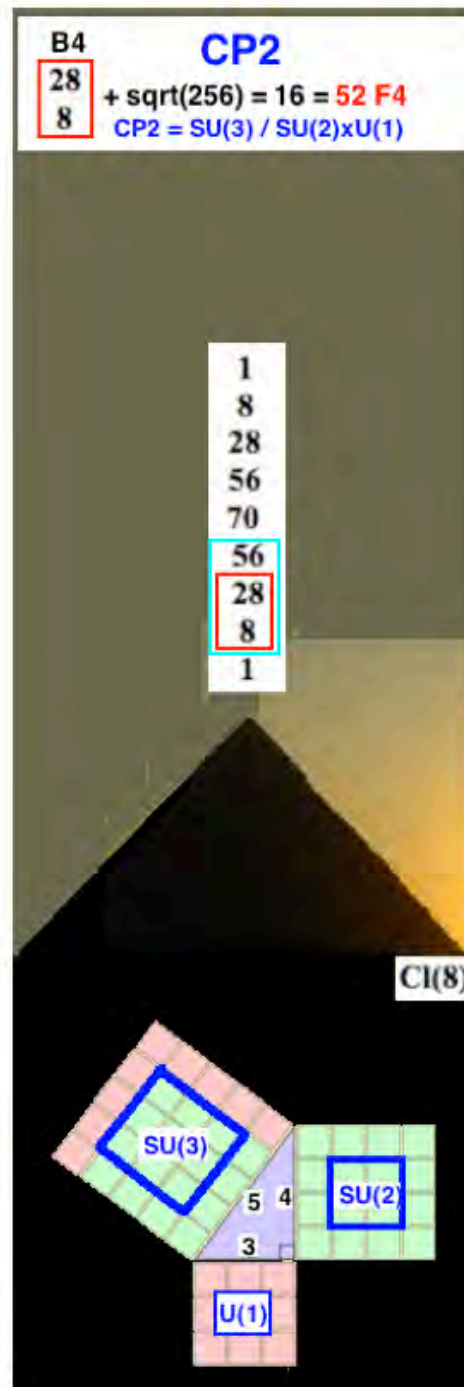 B4
CP2
28
8
+ sqrt(256) = 16 = 52 F4
CP2 = SU(3) / SU(2)xU(1)
1
8
28
56
70
56
28
8
1
Cl(8)
SU(3)
5
4
SU(2)
3
U(1)